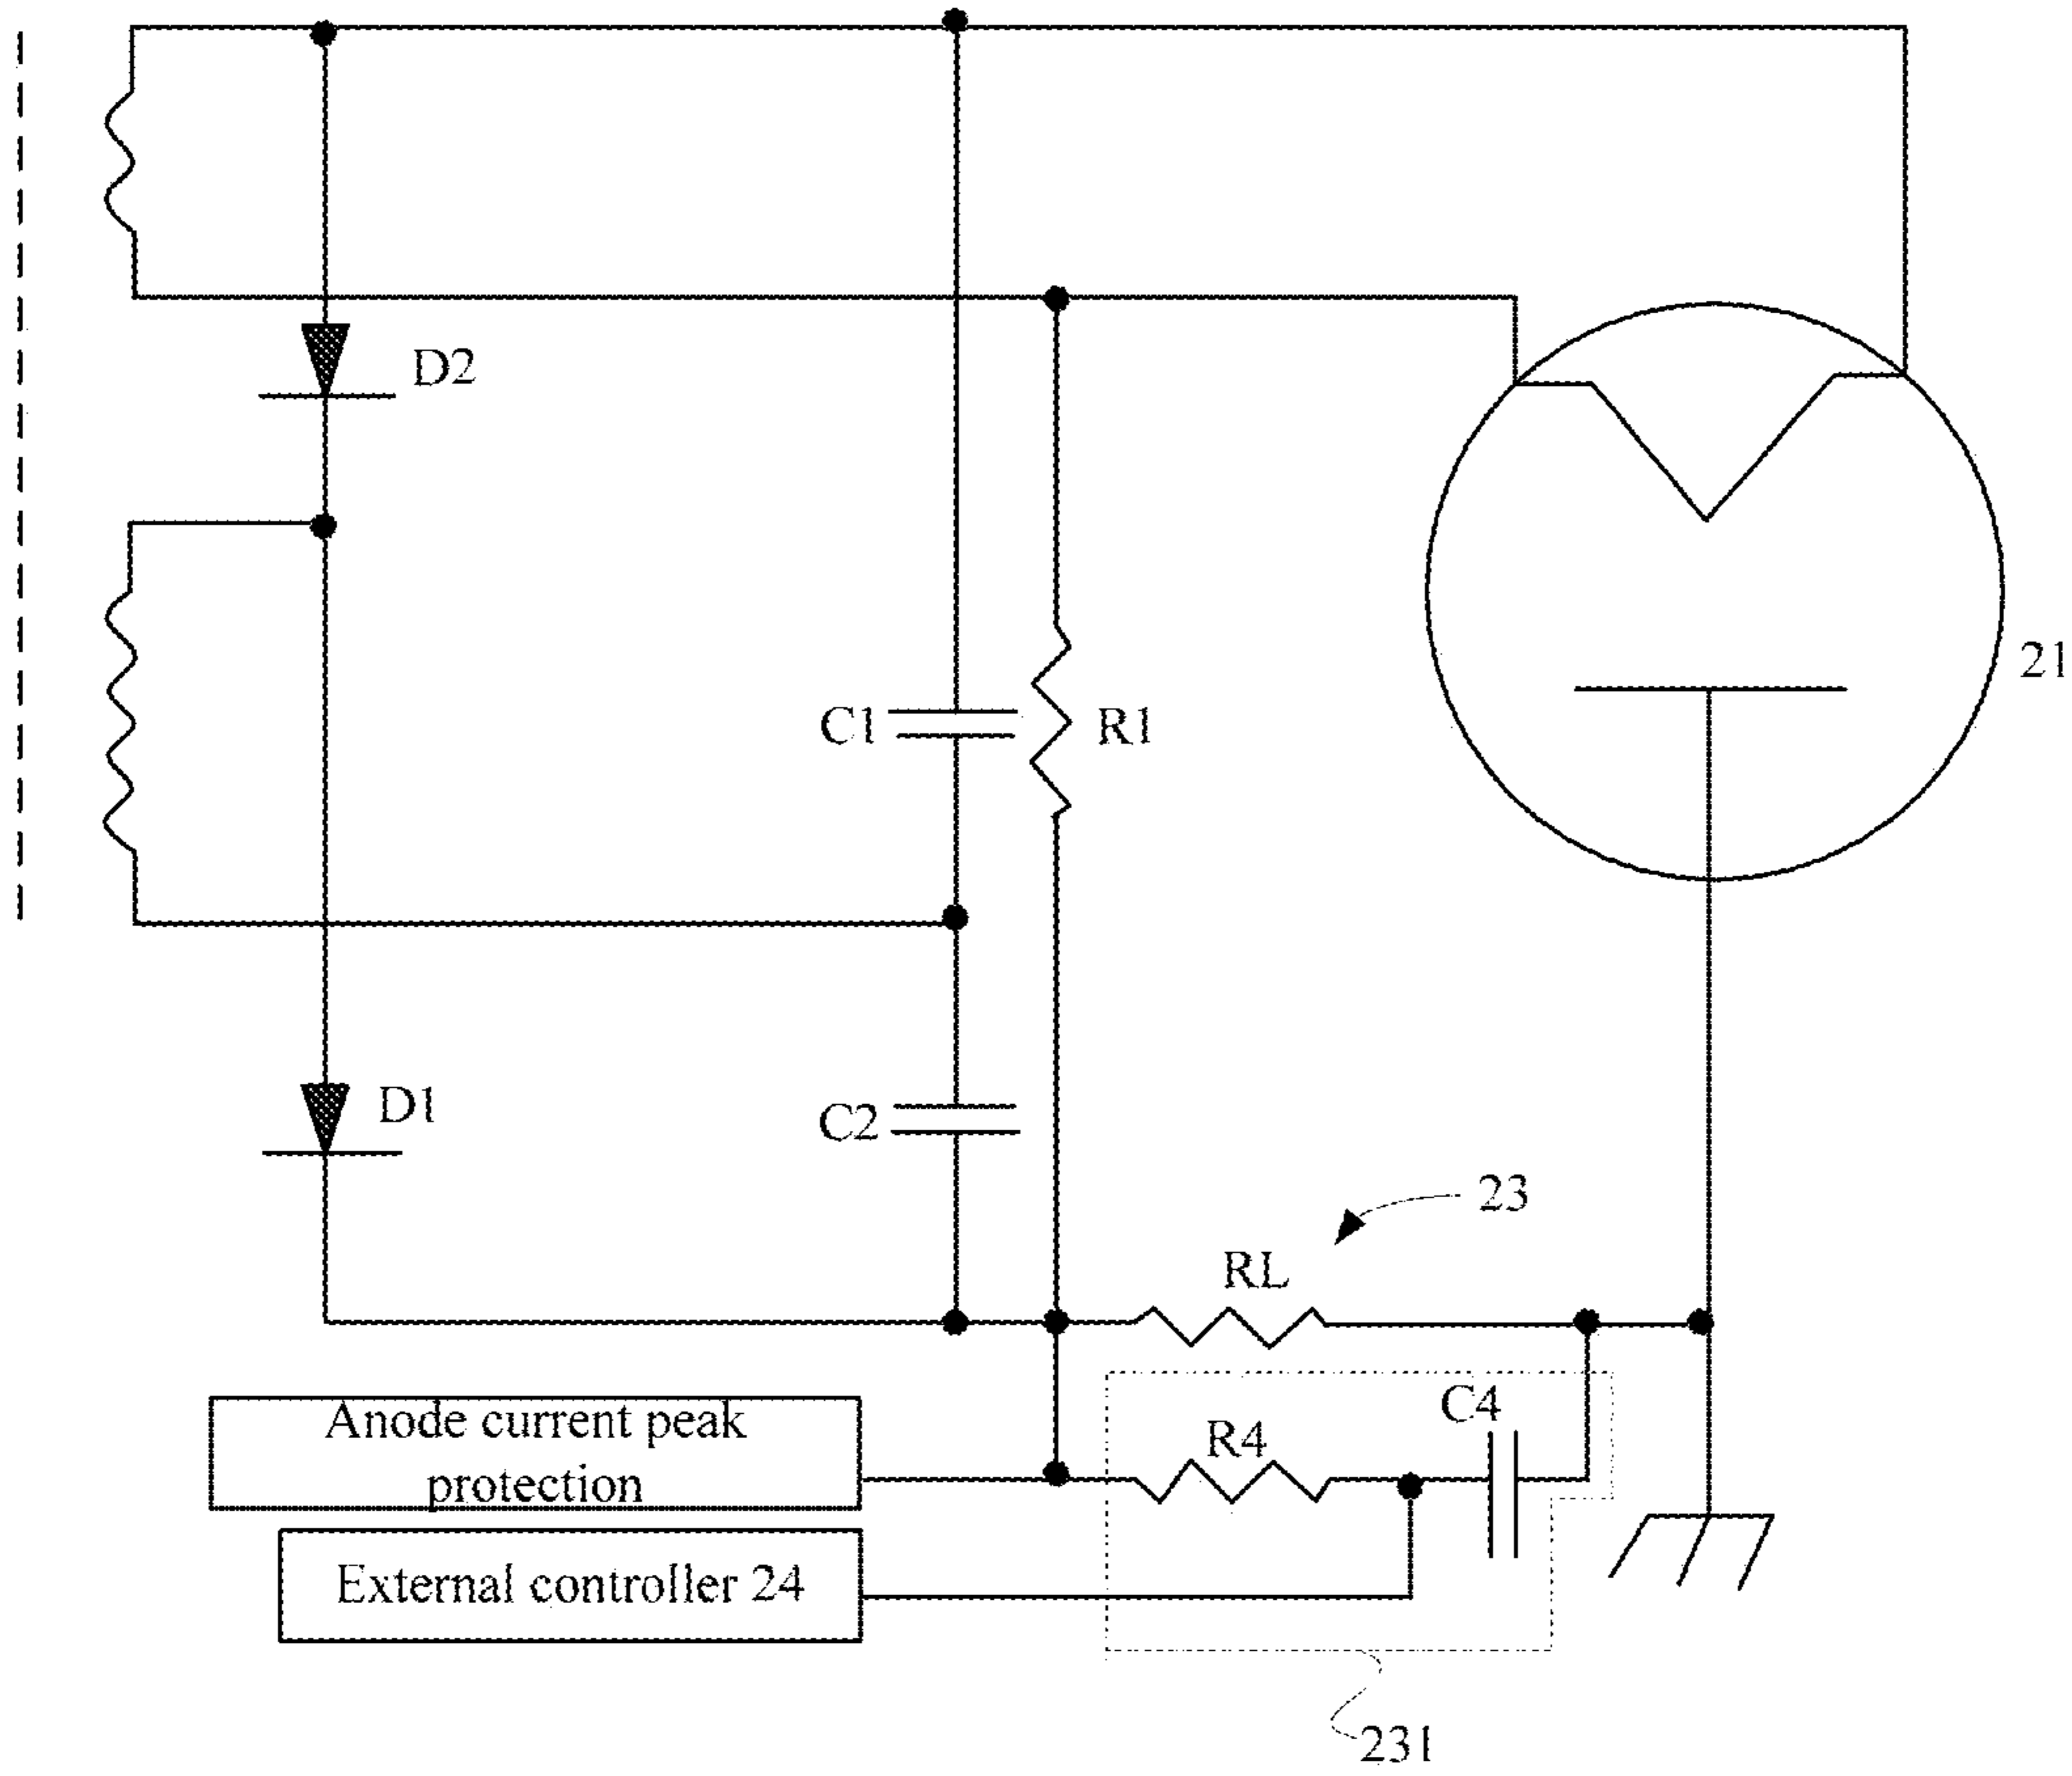 D2
21
C1
R1
D1
C2
23
RL
C4
Anode current peak
protection
R4
External controller 24
231